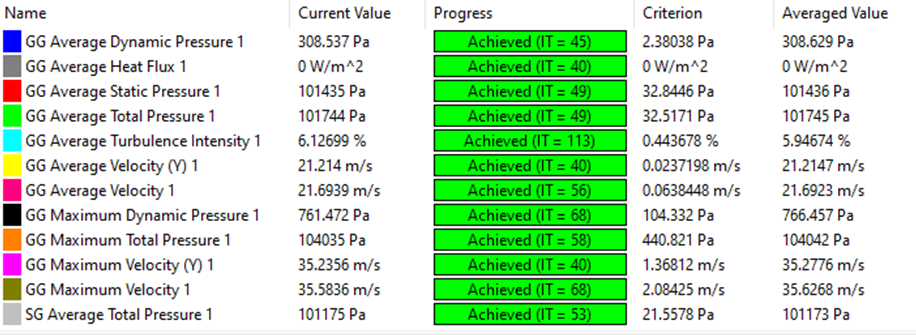 Name Current Value Progress Criterion Averaged Value
GG Average Dynamic Pressure 1 308.537 Pa Achieved (IT = 45) 2.38038 Pa 308.629 Pa
GG Average Heat Flux 1 0 W/m^2 Achieved (IT = 40) 0 W/m^2 0 W/m^2
GG Average Static Pressure 1 101435 Pa Achieved (IT = 49) 32.8446 Pa 101436 Pa
GG Average Total Pressure 1 101744 Pa Achieved (IT = 49) 32.5171 Pa 101745 Pa
GG Average Turbulence Intensity 1 6.12699 % Achieved (IT = 113) 0.443678 % 5.94674 %
GG Average Velocity (Y) 1 21.214 m/s Achieved (IT = 40) 0.0237198 m/s 21.2147 m/s
GG Average Velocity 1 21.6939 m/s Achieved (IT = 56) 0.0638448 m/s 21.6923 m/s
GG Maximum Dynamic Pressure 1 761.472 Pa Achieved (IT = 68) 104.332 Pa 766.457 Pa
GG Maximum Total Pressure 1 104035 Pa Achieved (IT = 58) 440.821 Pa 104042 Pa
GG Maximum Velocity (Y) 1 35.2356 m/s Achieved (IT = 40) 1.36812 m/s 35.2776 m/s
GG Maximum Velocity 1 35.5836 m/s Achieved (IT = 68) 2.08425 m/s 35.6268 m/s
SG Average Total Pressure 1 101175 Pa Achieved (IT = 53) 21.5578 Pa 101173 Pa